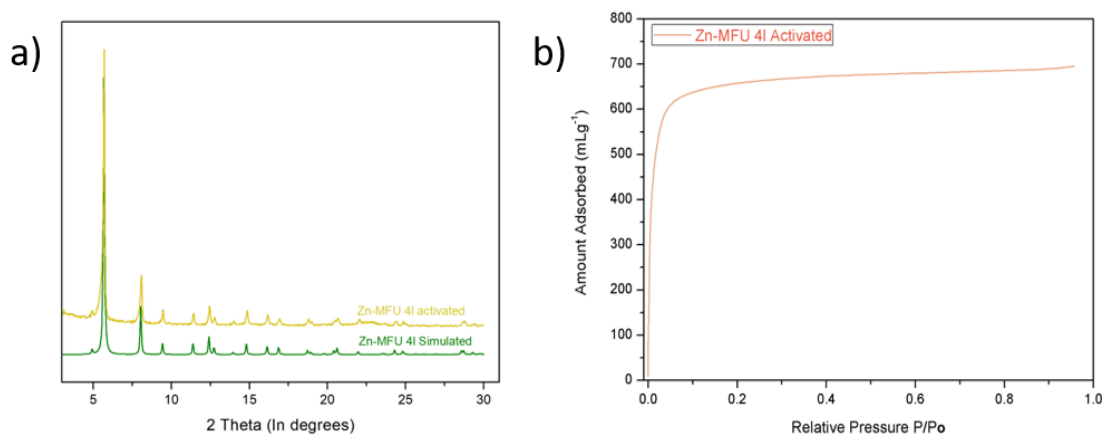 a)
Zn-MFU 4l activated
Zn-MFU 4l Simulated
5 10 15 20 25 30
2 Theta (In degrees)
b)
Zn-MFU 4l Activated
800
700
600
500
400
300
200
100
0
Amount Adsorbed (mLg⁻¹)
0.0 0.2 0.4 0.6 0.8 1.0
Relative Pressure P/Po